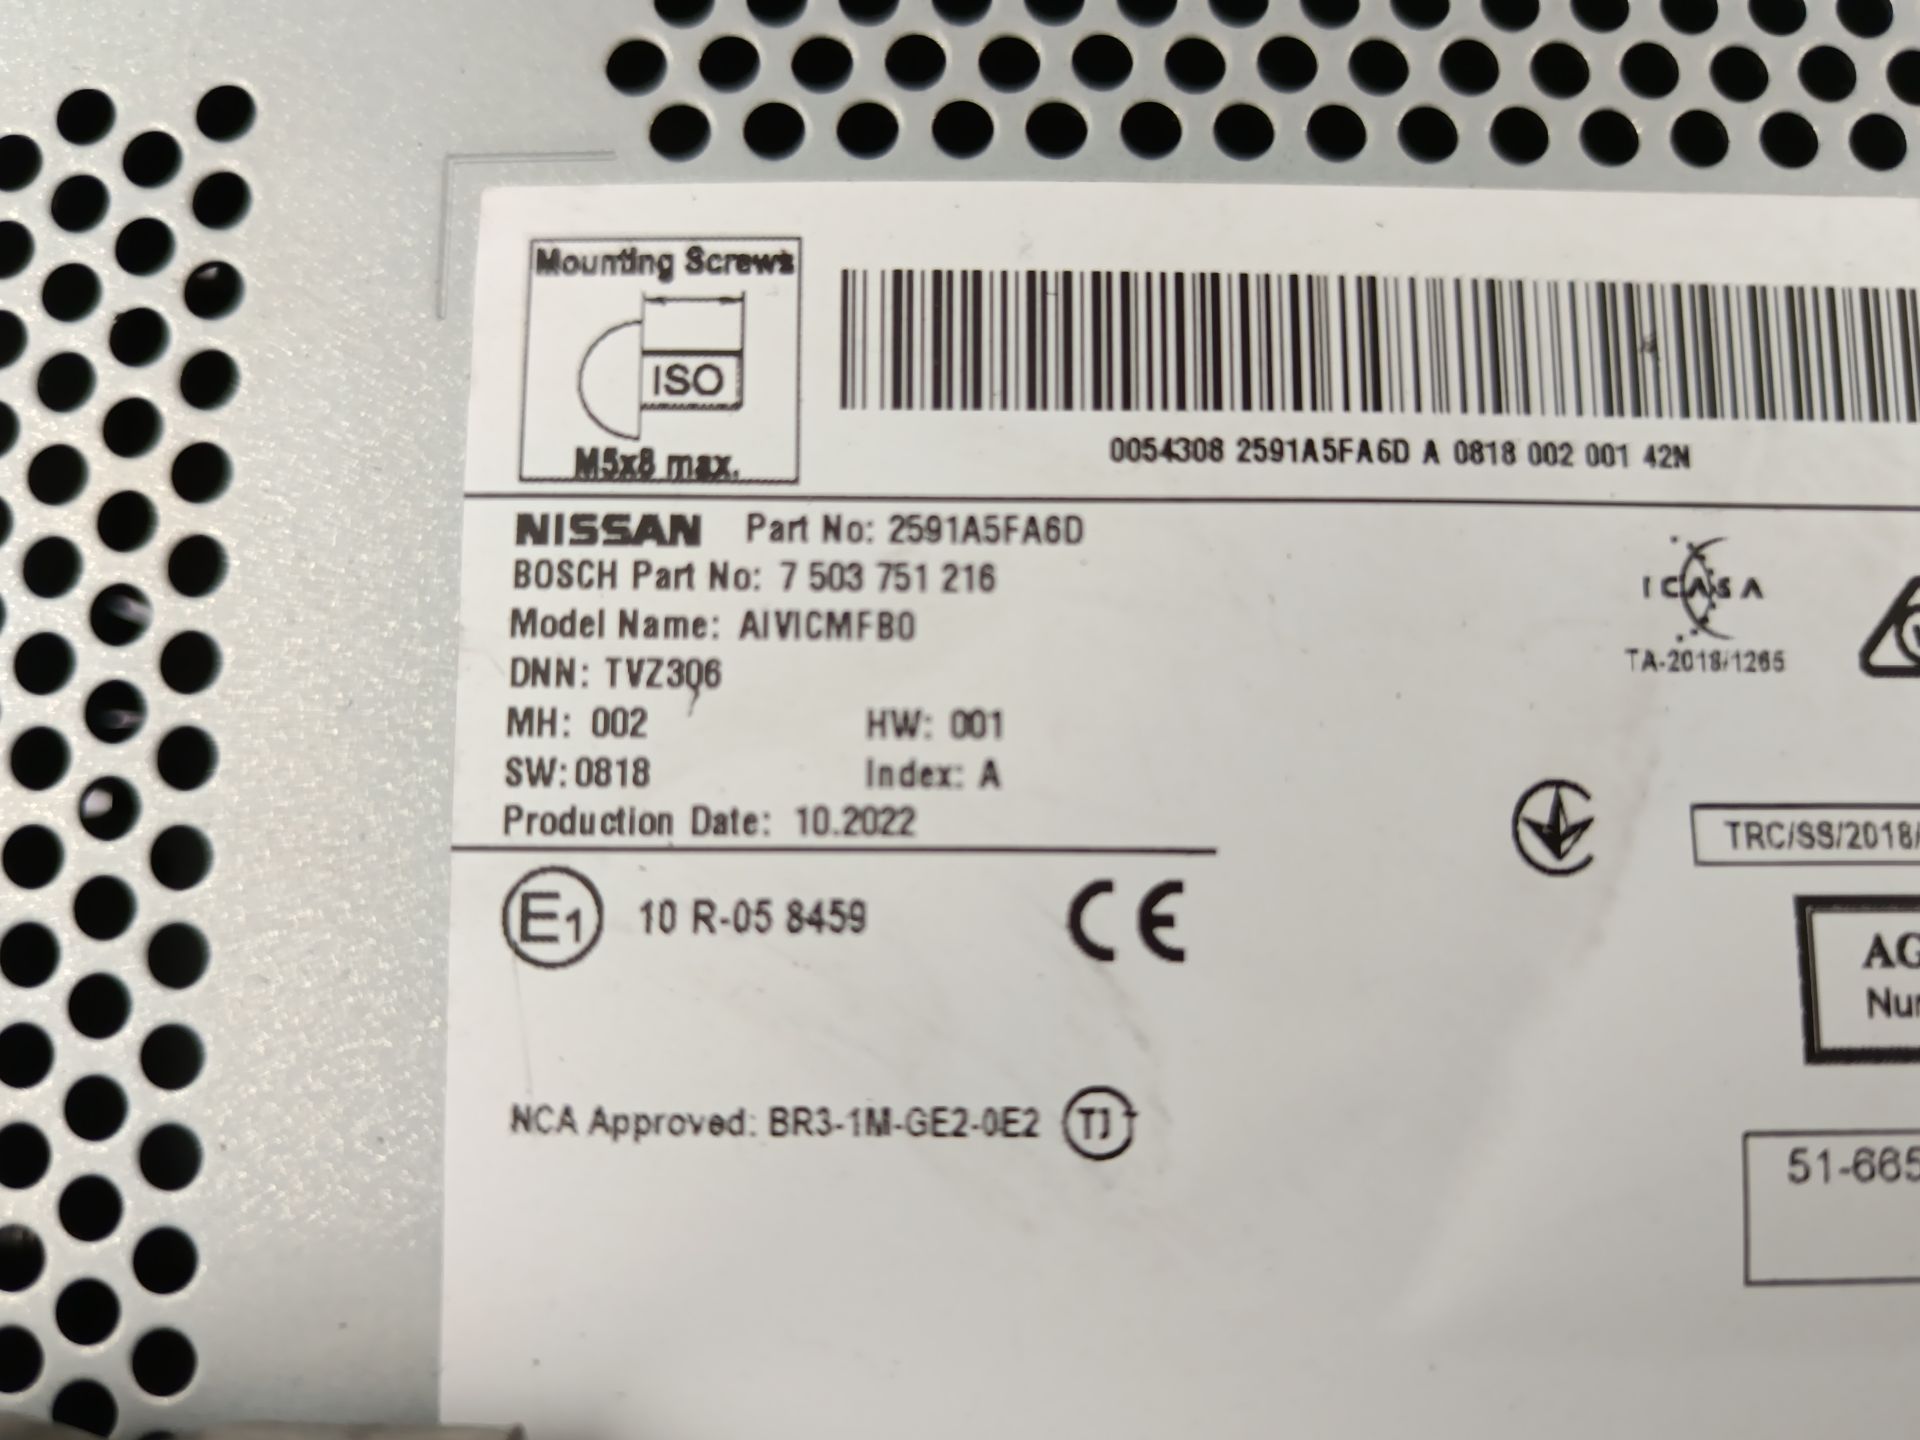 Mounting Screws
ISO
M5x8 max.
0054308 2591A5FA6D A 0818 002 001 42N
NISSAN Part No: 2591A5FA6D
BOSCH Part No: 7 503 751 216
Model Name: AIVICMFB0
DNN: TVZ306
MH: 002 HW: 001
SW:0818 Index: A
Production Date: 10.2022
ICASA
TA-2018/1265
TRC/SS/2018/
E1 10 R-05 8459 CE
AG
Nu
NCA Approved: BR3-1M-GE2-0E2 TJ
51-665